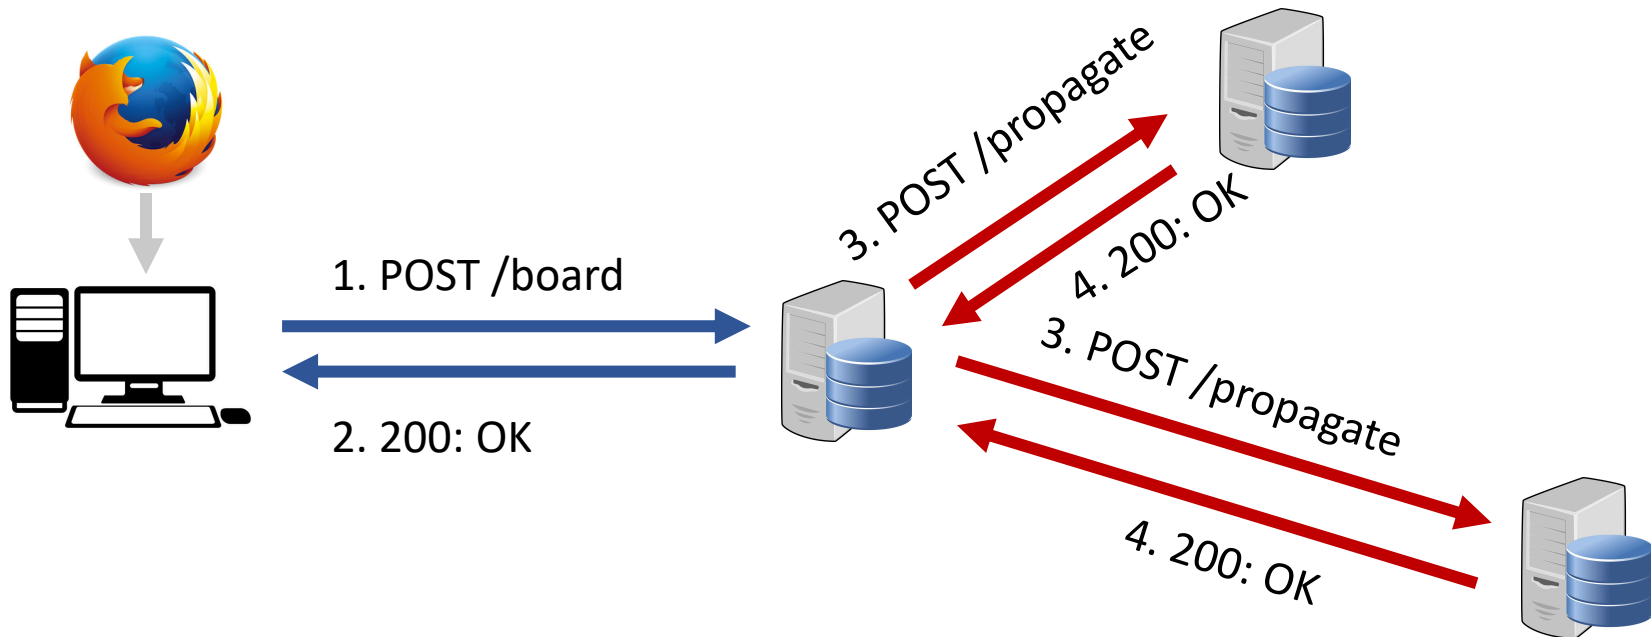 1. POST /board
2. 200: OK
3. POST /propagate
4. 200: OK
3. POST /propagate
4. 200: OK